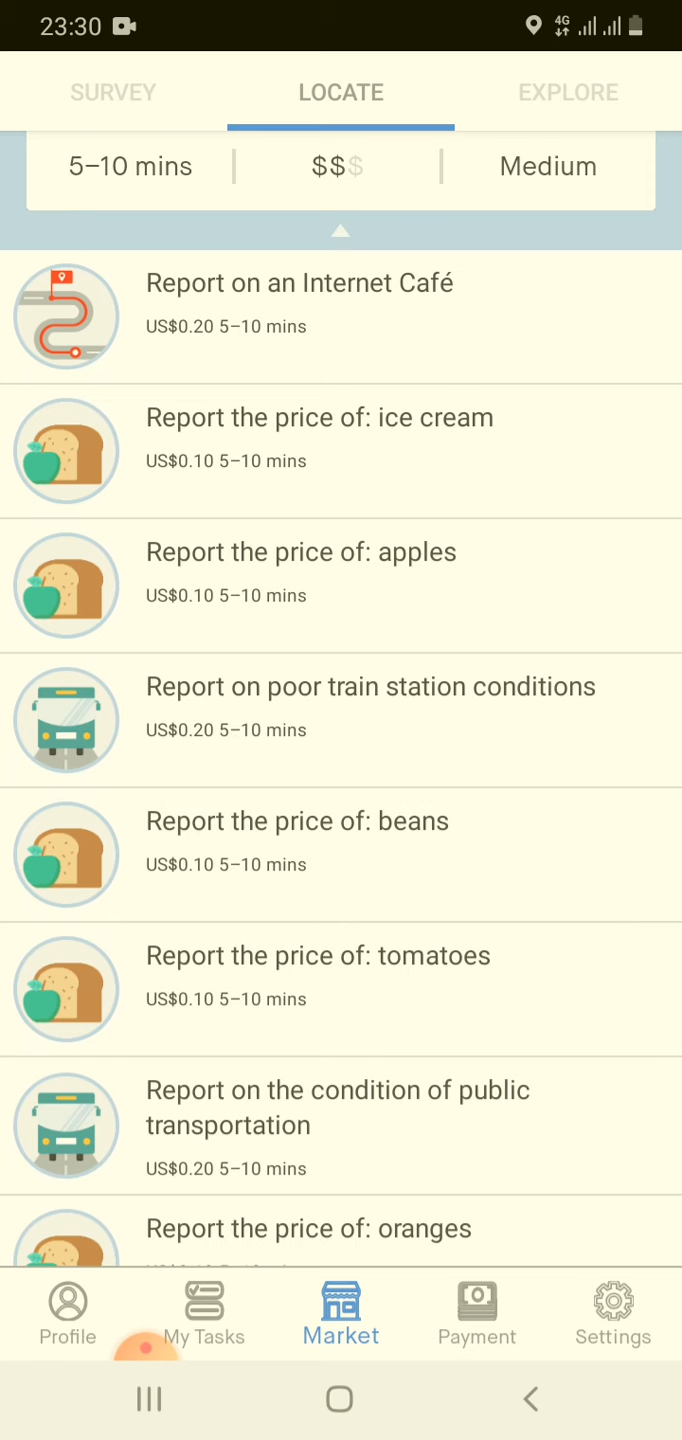 23:30
4G
SURVEY
LOCATE
EXPLORE
5–10 mins
$$$
Medium
Report on an Internet Café
US$0.20 5–10 mins
Report the price of: ice cream
US$0.10 5–10 mins
Report the price of: apples
US$0.10 5–10 mins
Report on poor train station conditions
US$0.20 5–10 mins
Report the price of: beans
US$0.10 5–10 mins
Report the price of: tomatoes
US$0.10 5–10 mins
Report on the condition of public
transportation
US$0.20 5–10 mins
Report the price of: oranges
Profile
My Tasks
Market
Payment
Settings